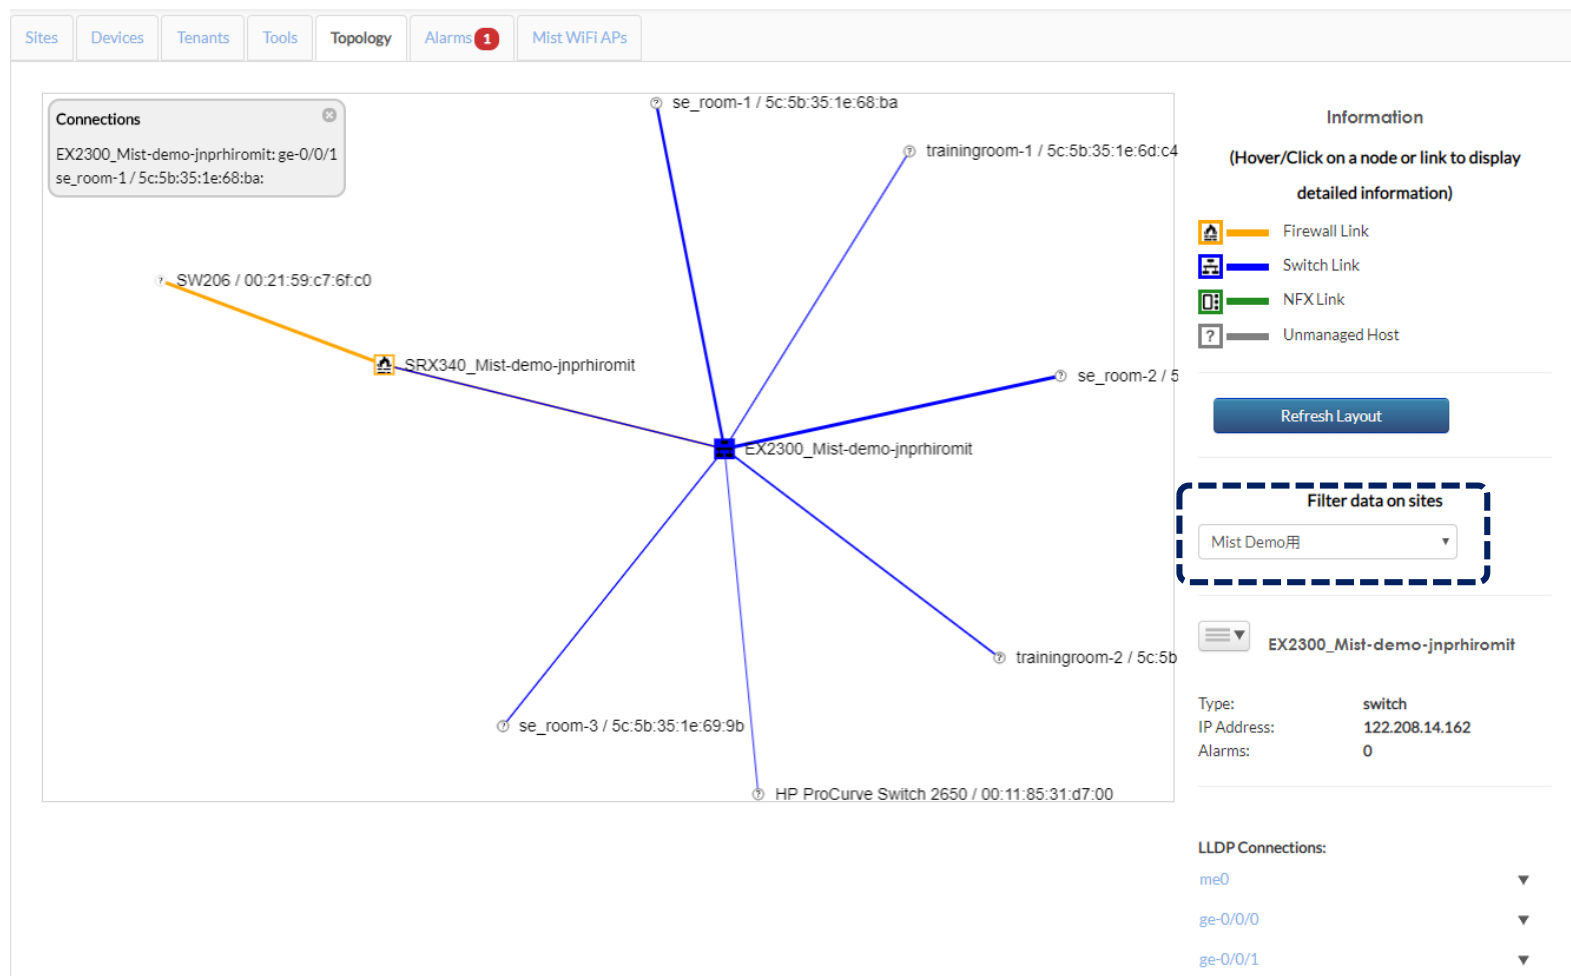 Sites
Devices
Tenants
Tools
Topology
Alarms 1
Mist WiFi APs
Connections
EX2300_Mist-demo-jnprhiromit: ge-0/0/1
se_room-1 / 5c:5b:35:1e:68:ba:
se_room-1 / 5c:5b:35:1e:68:ba
trainingroom-1 / 5c:5b:35:1e:6d:c4
SW206 / 00:21:59:c7:6f:c0
SRX340_Mist-demo-jnprhiromit
se_room-2 / 5
EX2300_Mist-demo-jnprhiromit
trainingroom-2 / 5c:5b
se_room-3 / 5c:5b:35:1e:69:9b
HP ProCurve Switch 2650 / 00:11:85:31:d7:00
Information
(Hover/Click on a node or link to display
detailed information)
Firewall Link
Switch Link
NFX Link
? Unmanaged Host
Refresh Layout
Filter data on sites
Mist Demo用
EX2300_Mist-demo-jnprhiromit
Type: switch
IP Address: 122.208.14.162
Alarms: 0
LLDP Connections:
me0
ge-0/0/0
ge-0/0/1